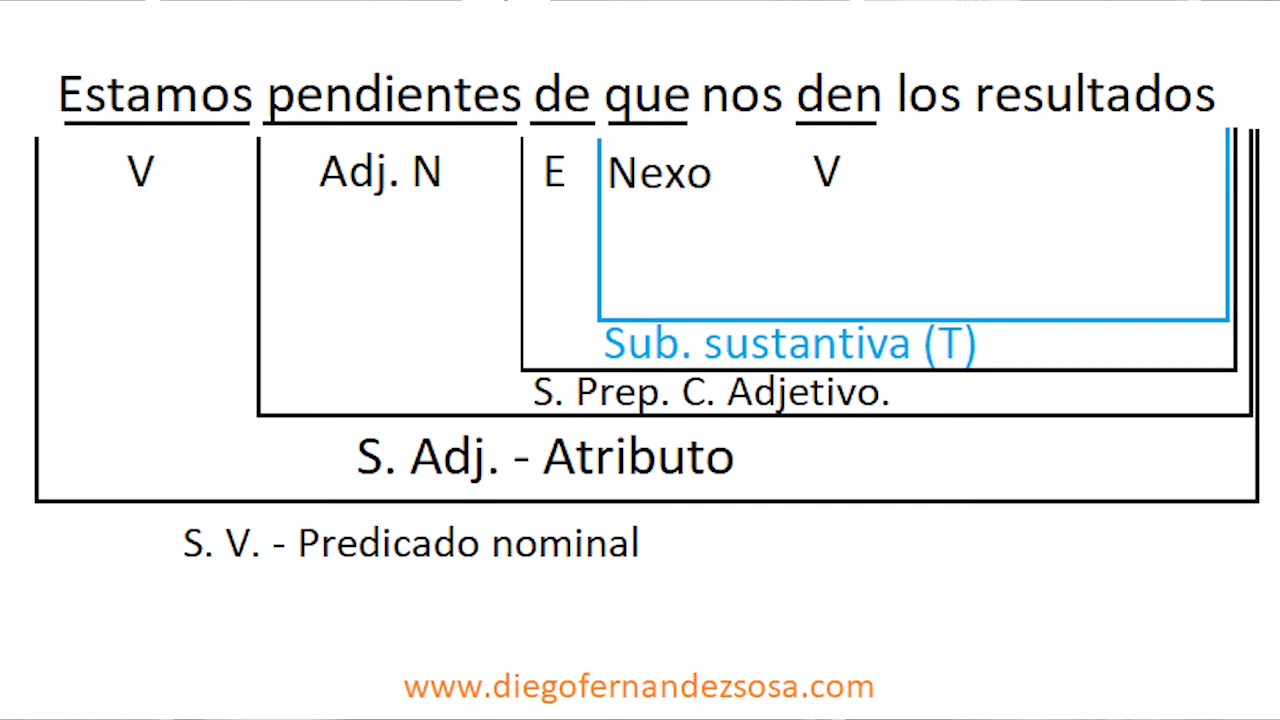 Estamos pendientes de que nos den los resultados
V Adj. N E Nexo V
Sub. sustantiva (T)
S. Prep. C. Adjetivo.
S. Adj. - Atributo
S. V. - Predicado nominal
www.diegofernandezsosa.com